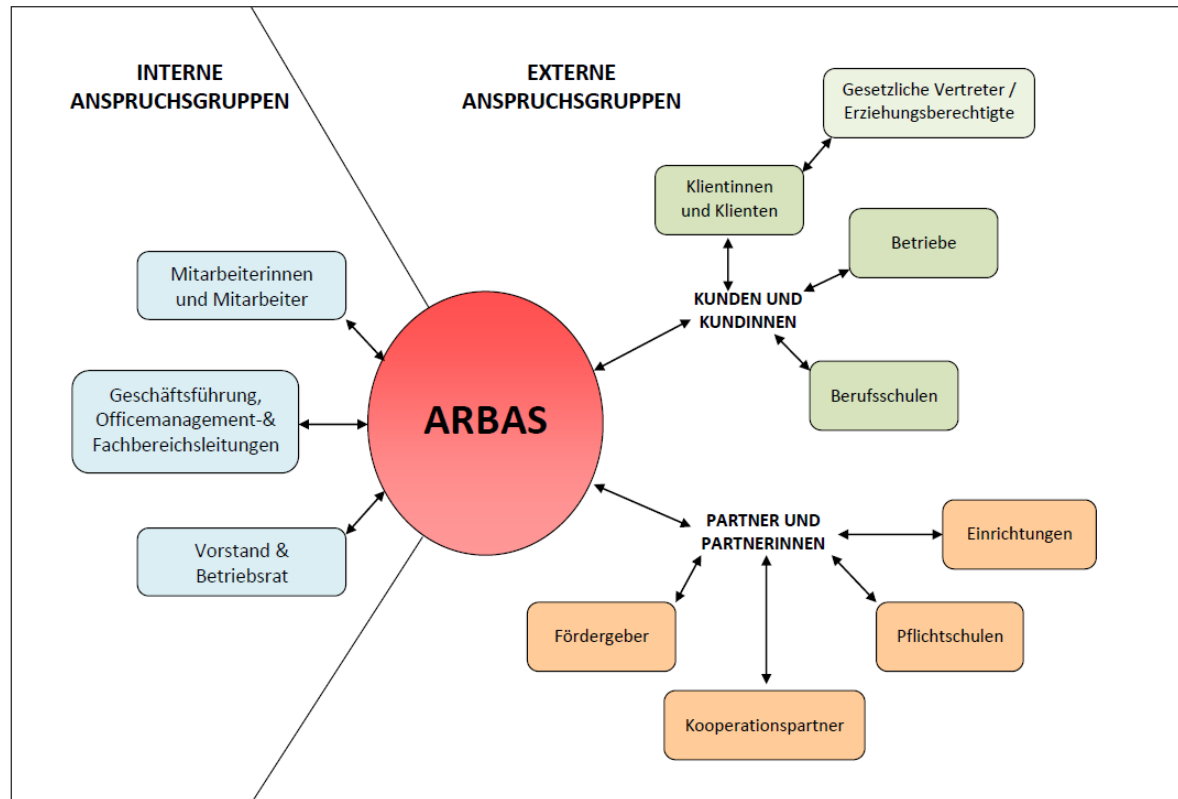 INTERNE
ANSPRUCHSGRUPPEN
EXTERNE
ANSPRUCHSGRUPPEN
Gesetzliche Vertreter /
Erziehungsberechtigte
Klientinnen
und Klienten
Betriebe
KUNDEN UND
KUNDINNEN
Berufsschulen
Mitarbeiterinnen
und Mitarbeiter
Geschäftsführung,
Officemanagement-&
Fachbereichsleitungen
Vorstand &
Betriebsrat
ARBAS
PARTNER UND
PARTNERINNEN
Einrichtungen
Pflichtschulen
Fördergeber
Kooperationspartner